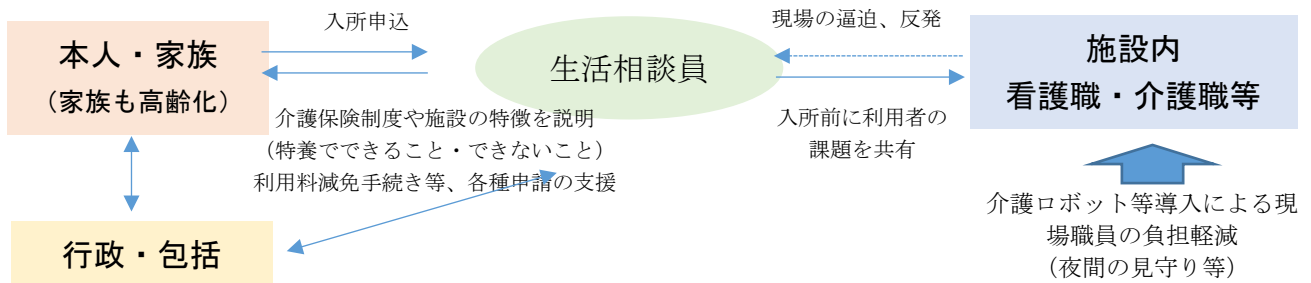 入所申込
本人・家族
(家族も高齢化)
生活相談員
現場の逼迫、反発
施設内
看護職・介護職等
介護保険制度や施設の特徴を説明
(特養でできること・できないこと)
利用料減免手続き等、各種申請の支援
入所前に利用者の
課題を共有
行政・包括
介護ロボット等導入による現
場職員の負担軽減
(夜間の見守り等)